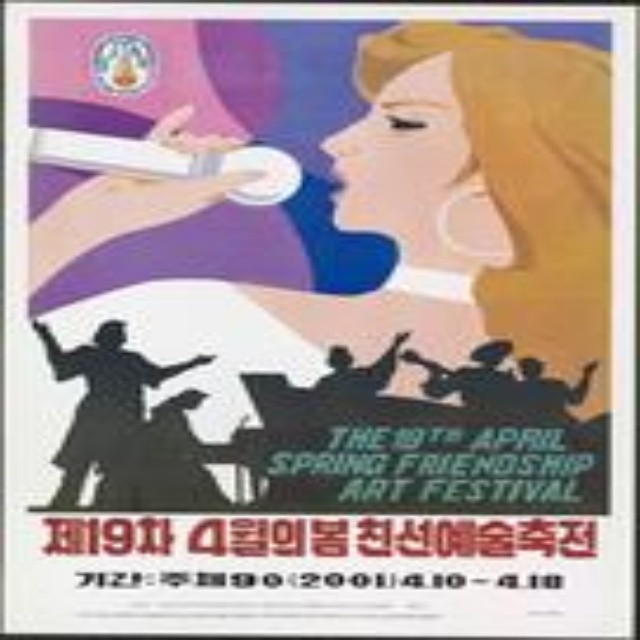 THE 19TH APRIL
SPRING FRIENDSHIP
ART FESTIVAL
제19차 4월의봄 친선예술축전
기간: 주체90(2001) 4.10-4.18